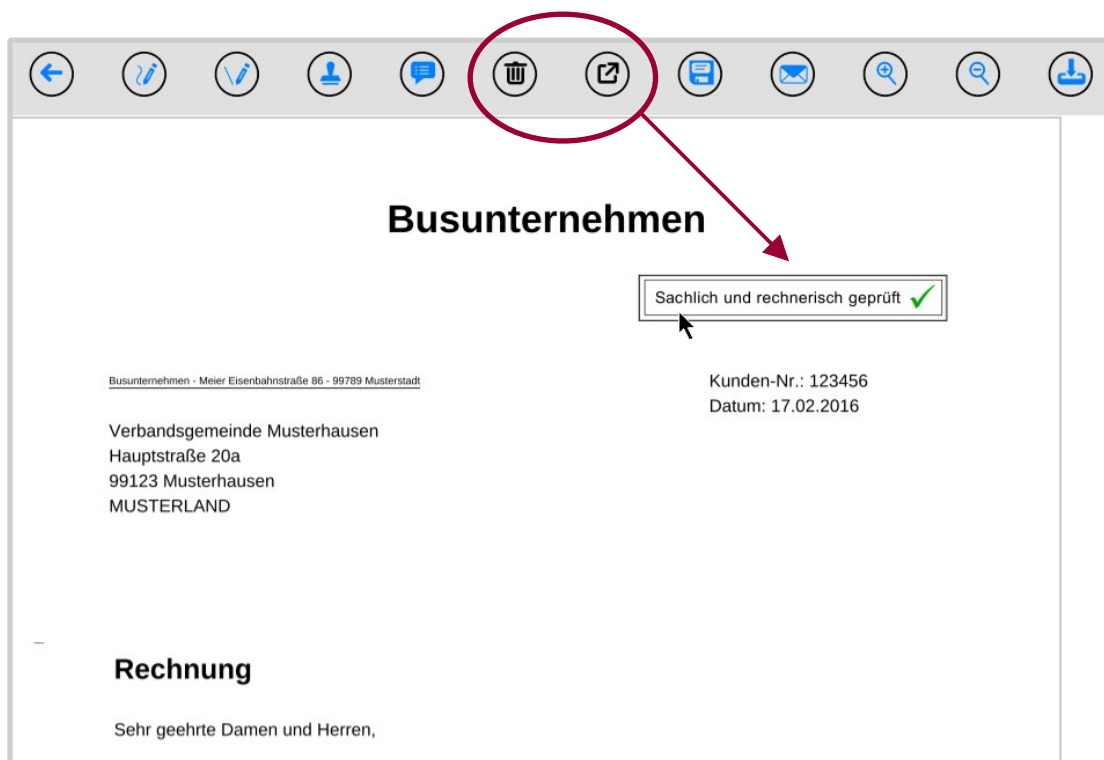 Busunternehmen
Sachlich und rechnerisch geprüft
Busunternehmen - Meier Eisenbahnstraße 86 - 99789 Musterstadt
Kunden-Nr.: 123456
Datum: 17.02.2016
Verbandsgemeinde Musterhausen
Hauptstraße 20a
99123 Musterhausen
MUSTERLAND
Rechnung
Sehr geehrte Damen und Herren,